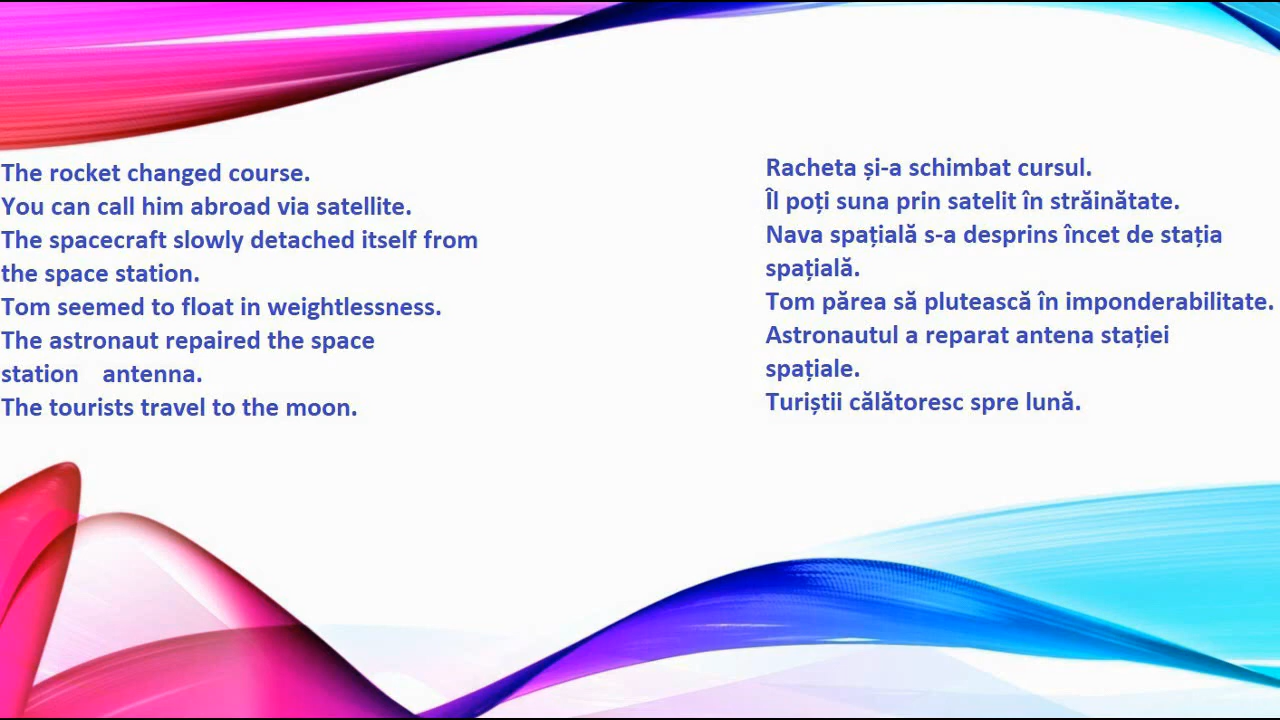 The rocket changed course.
You can call him abroad via satellite.
The spacecraft slowly detached itself from
the space station.
Tom seemed to float in weightlessness.
The astronaut repaired the space
station    antenna.
The tourists travel to the moon.
Racheta și-a schimbat cursul.
Îl poți suna prin satelit în străinătate.
Nava spațială s-a desprins încet de stația
spațială.
Tom părea să plutească în imponderabilitate.
Astronautul a reparat antena stației
spațiale.
Turiștii călătoresc spre lună.